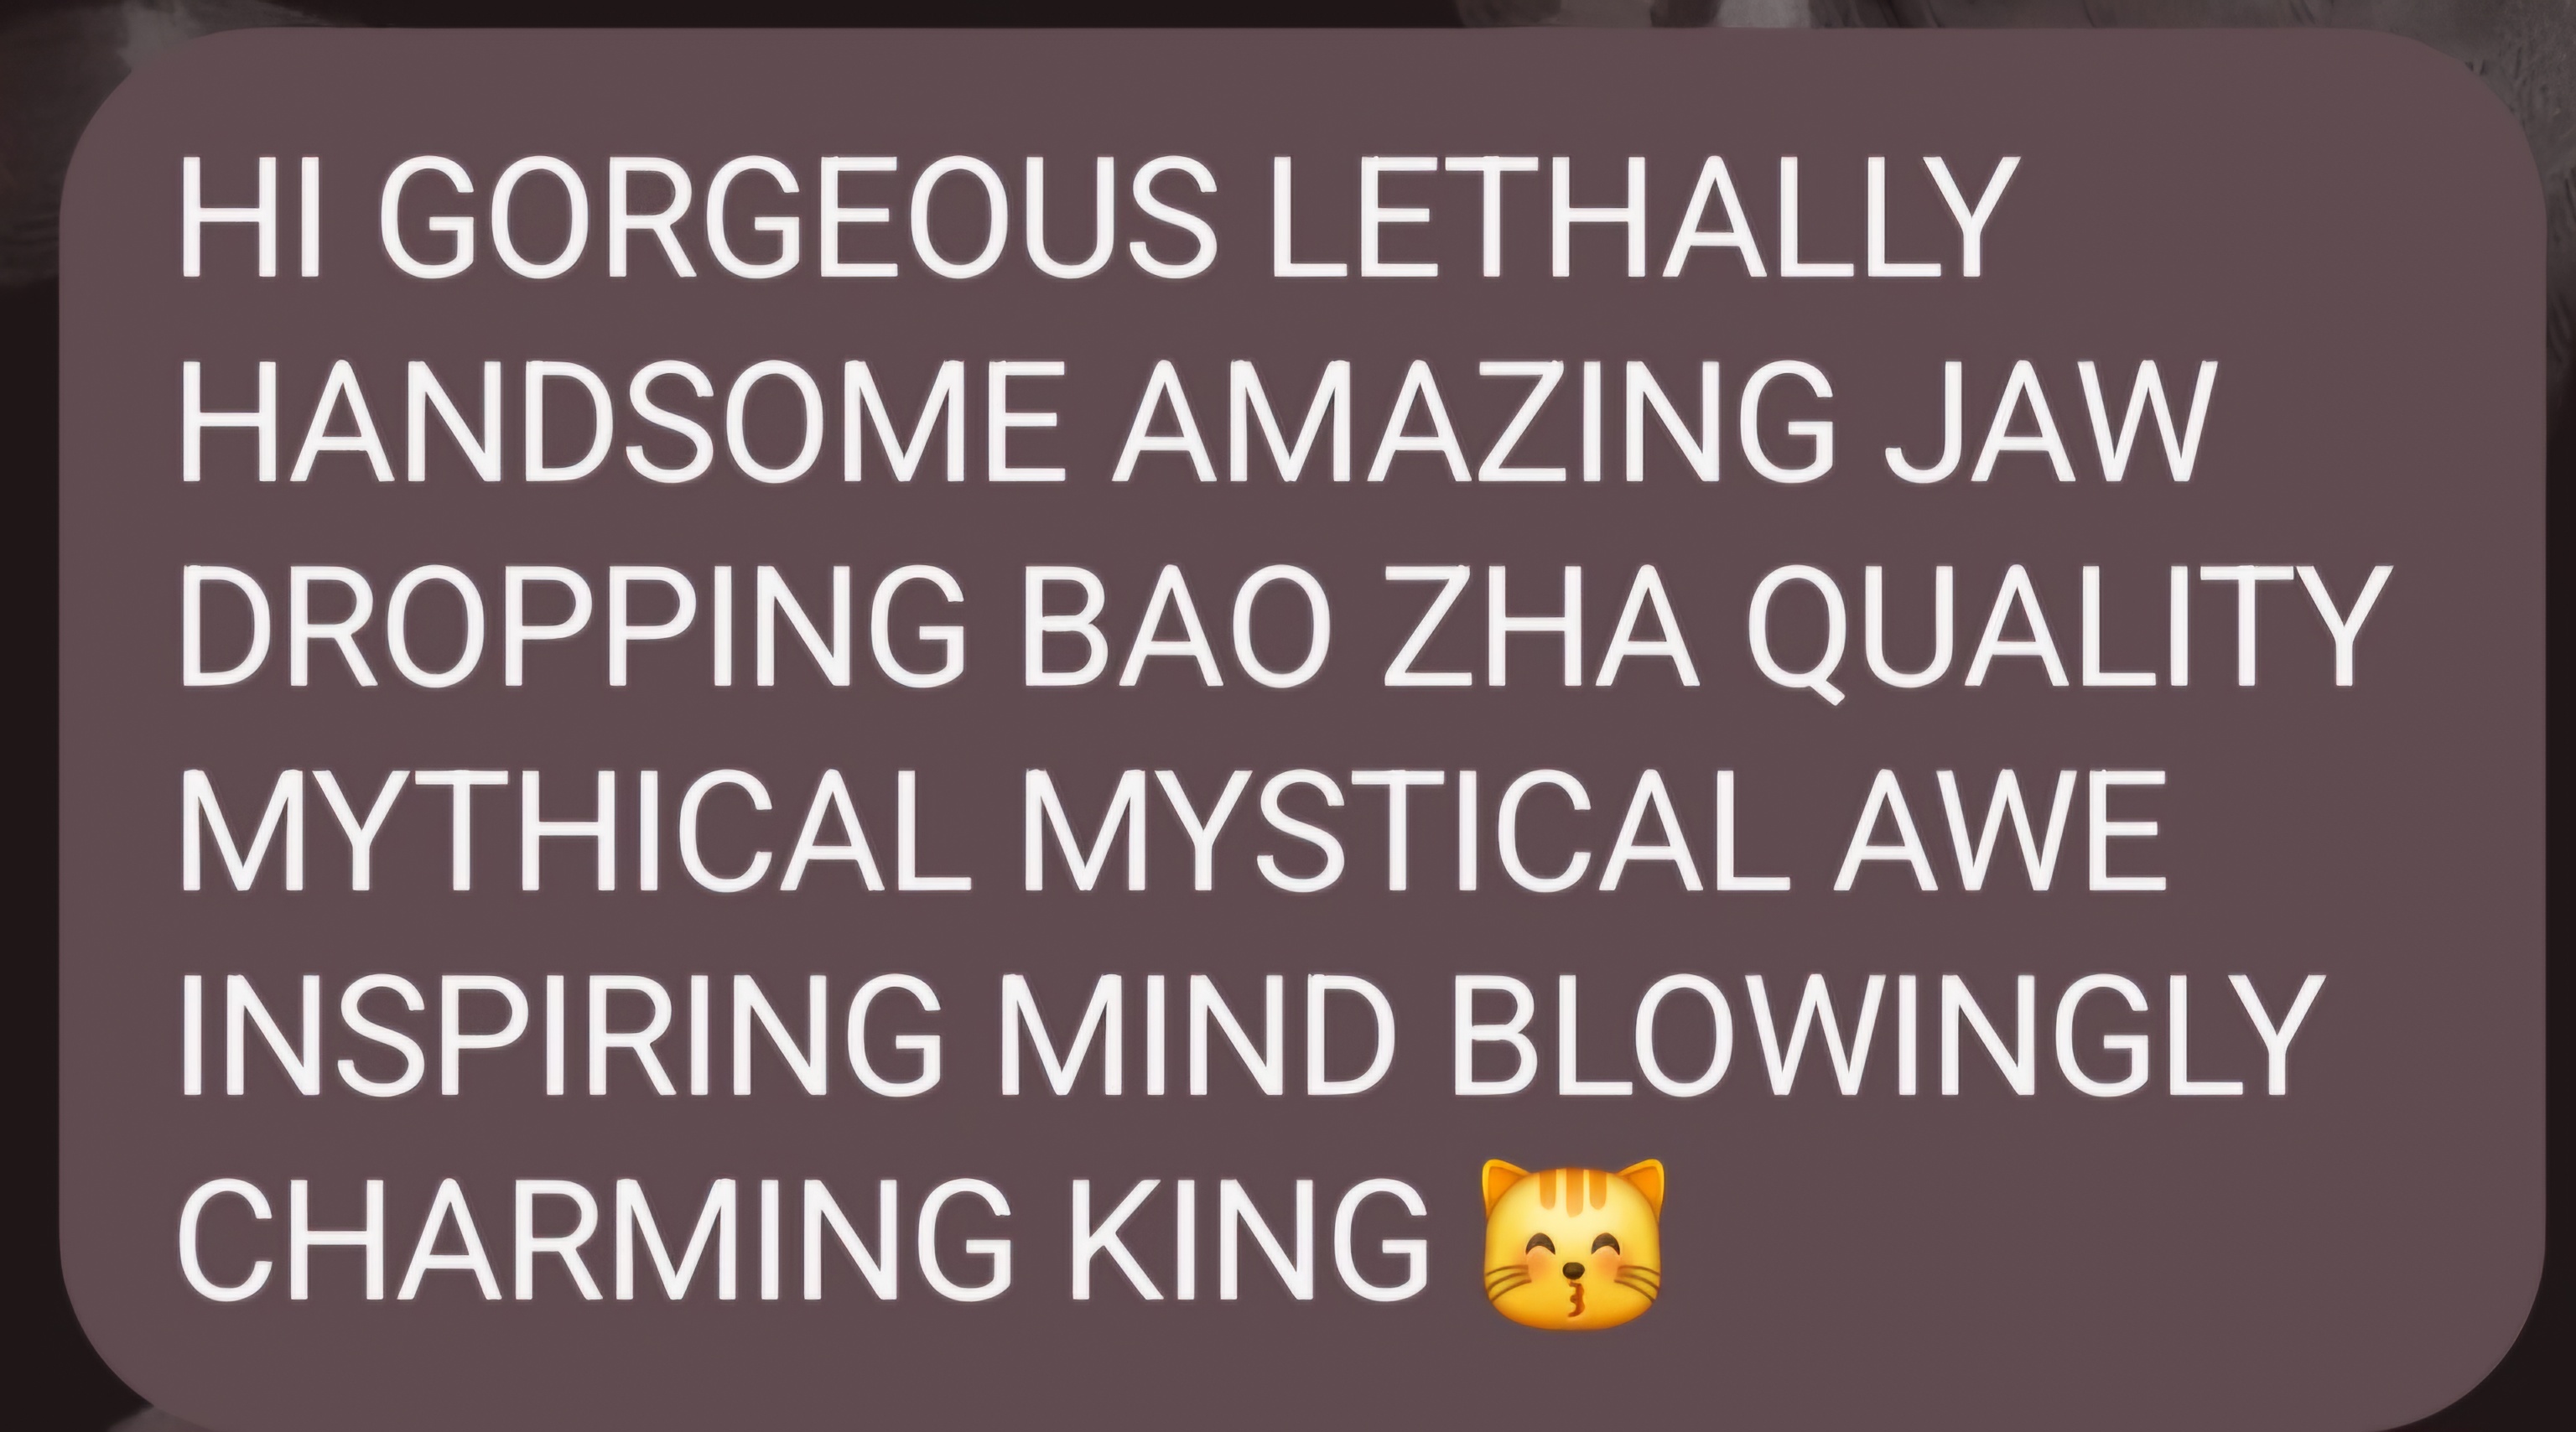 HI GORGEOUS LETHALLY
HANDSOME AMAZING JAW
DROPPING BAO ZHA QUALITY
MYTHICAL MYSTICAL AWE
INSPIRING MIND BLOWINGLY
CHARMING KING 😽